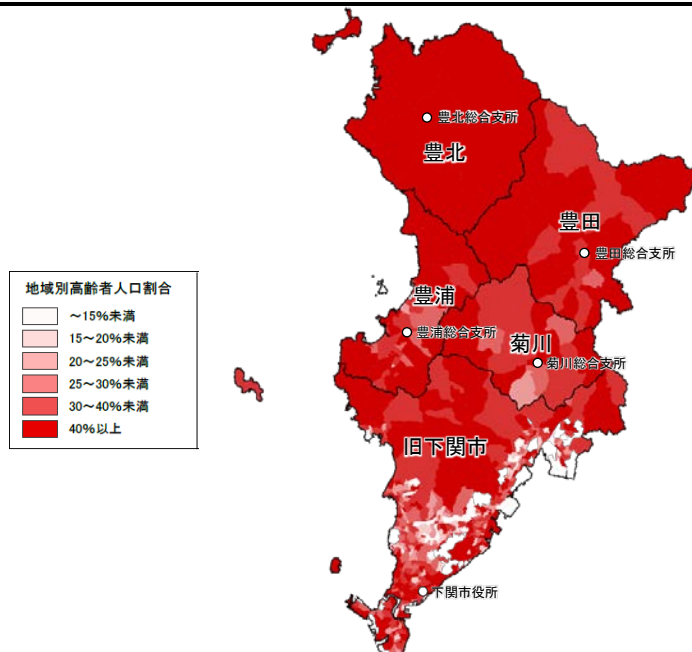 豊北総合支所
豊北
豊田
豊田総合支所
地域別高齢者人口割合
～15%未満
15～20%未満
20～25%未満
25～30%未満
30～40%未満
40%以上
豊浦
豊浦総合支所
菊川
菊川総合支所
旧下関市
下関市役所